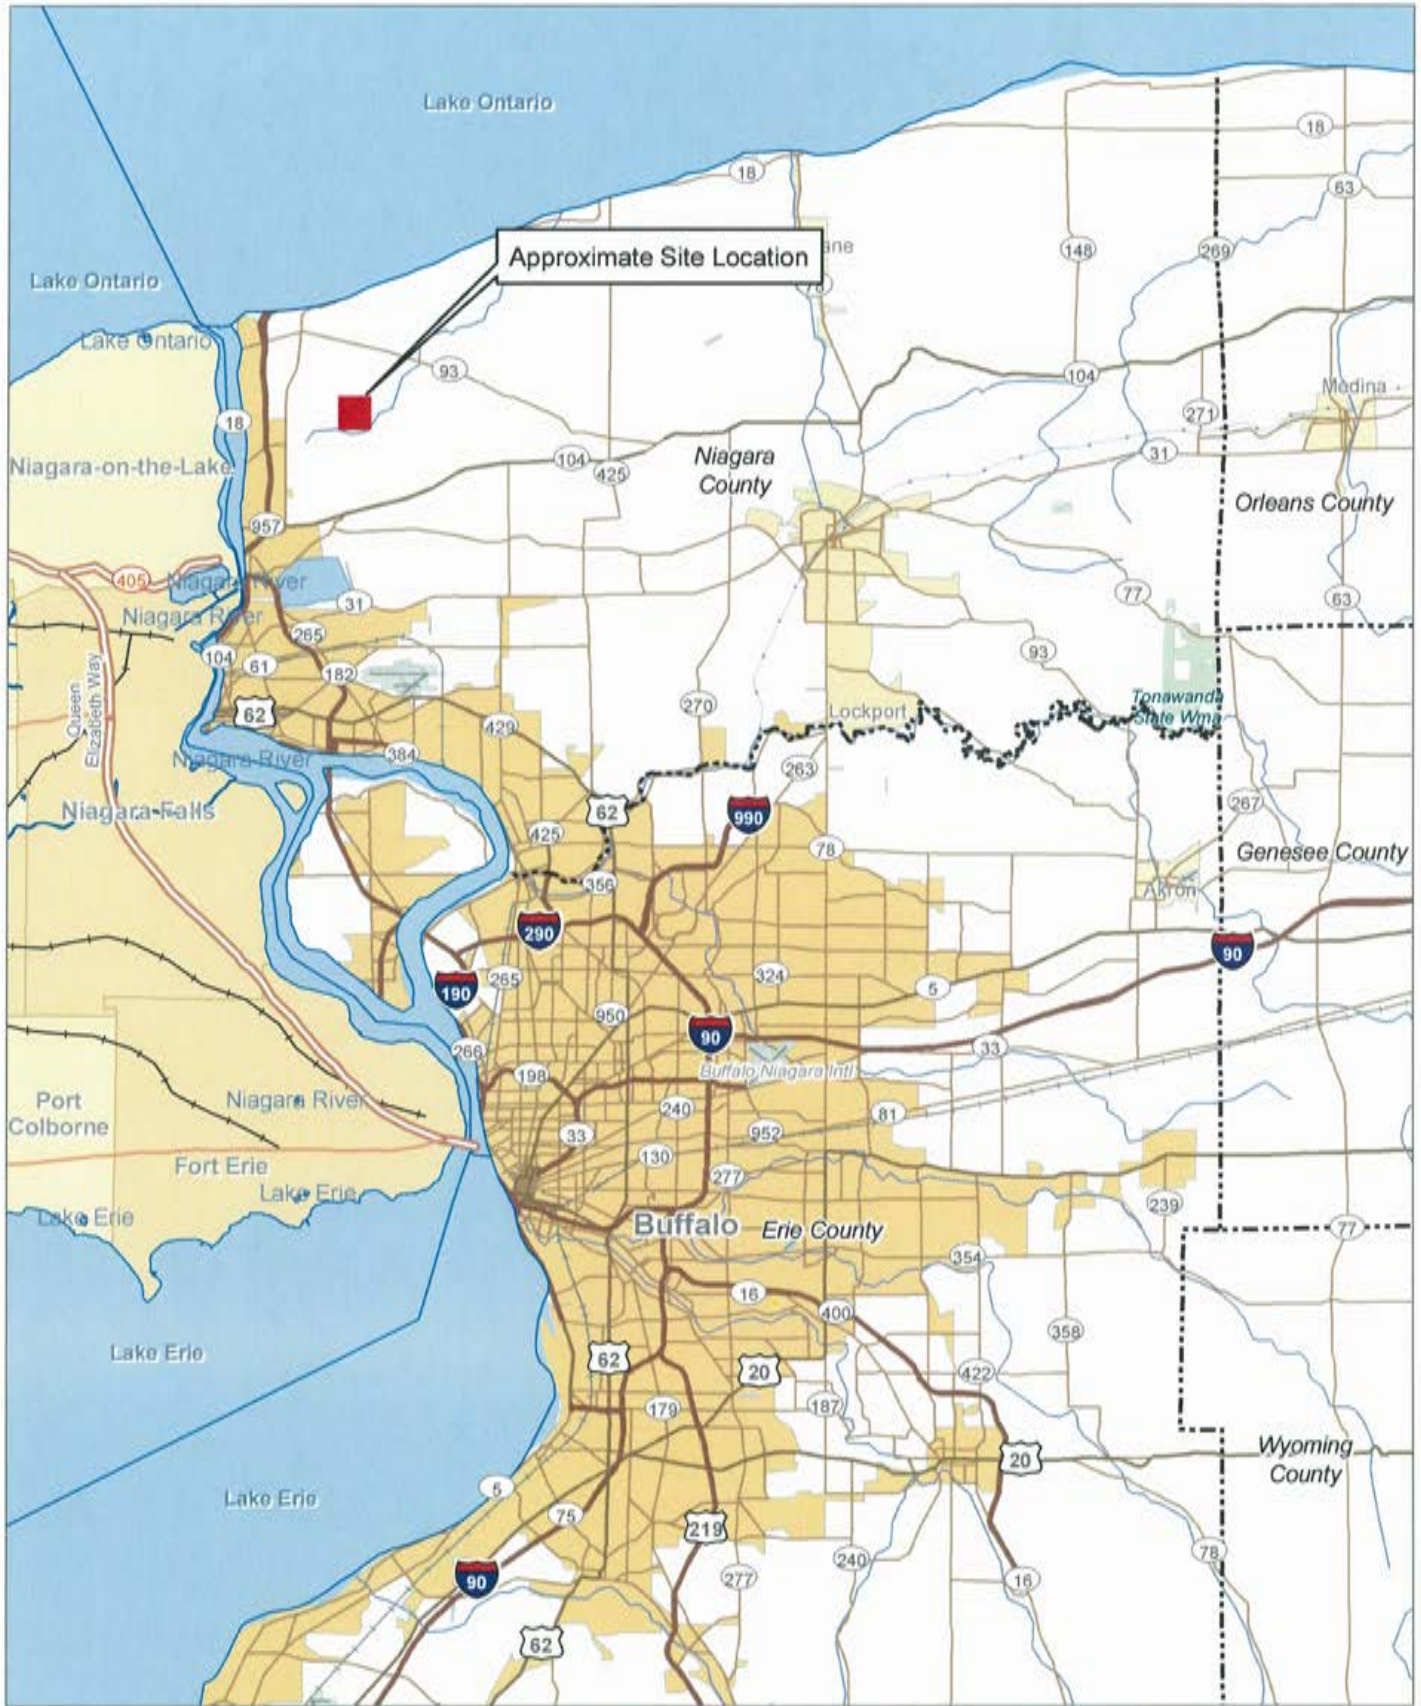 Lake Ontario
18
18
63
Approximate Site Location
ane
148
269
78
Lake Ontario
Lake Ontario
93
104
Medina
271
18
Niagara-on-the-Lake
104
425
Niagara
County
31
Orleans County
957
405
Niagara River
31
77
63
Niagara River
265
104
61
182
93
Queen
Elizabeth Way
62
429
270
Lockport
Tonawanda
State Wma
384
Niagara River
263
267
Niagara Falls
62
990
425
78
Genesee County
356
Akron
290
90
190
265
324
5
950
90
266
33
198
Buffalo Niagara Intl
Port
Colborne
Niagara River
240
81
33
952
130
Fort Erie
277
Lake Erie
239
Lake Erie
Buffalo
Erie County
77
354
16
400
358
Lake Erie
62
20
422
179
187
20
Wyoming
County
5
Lake Erie
75
219
240
78
90
277
16
62